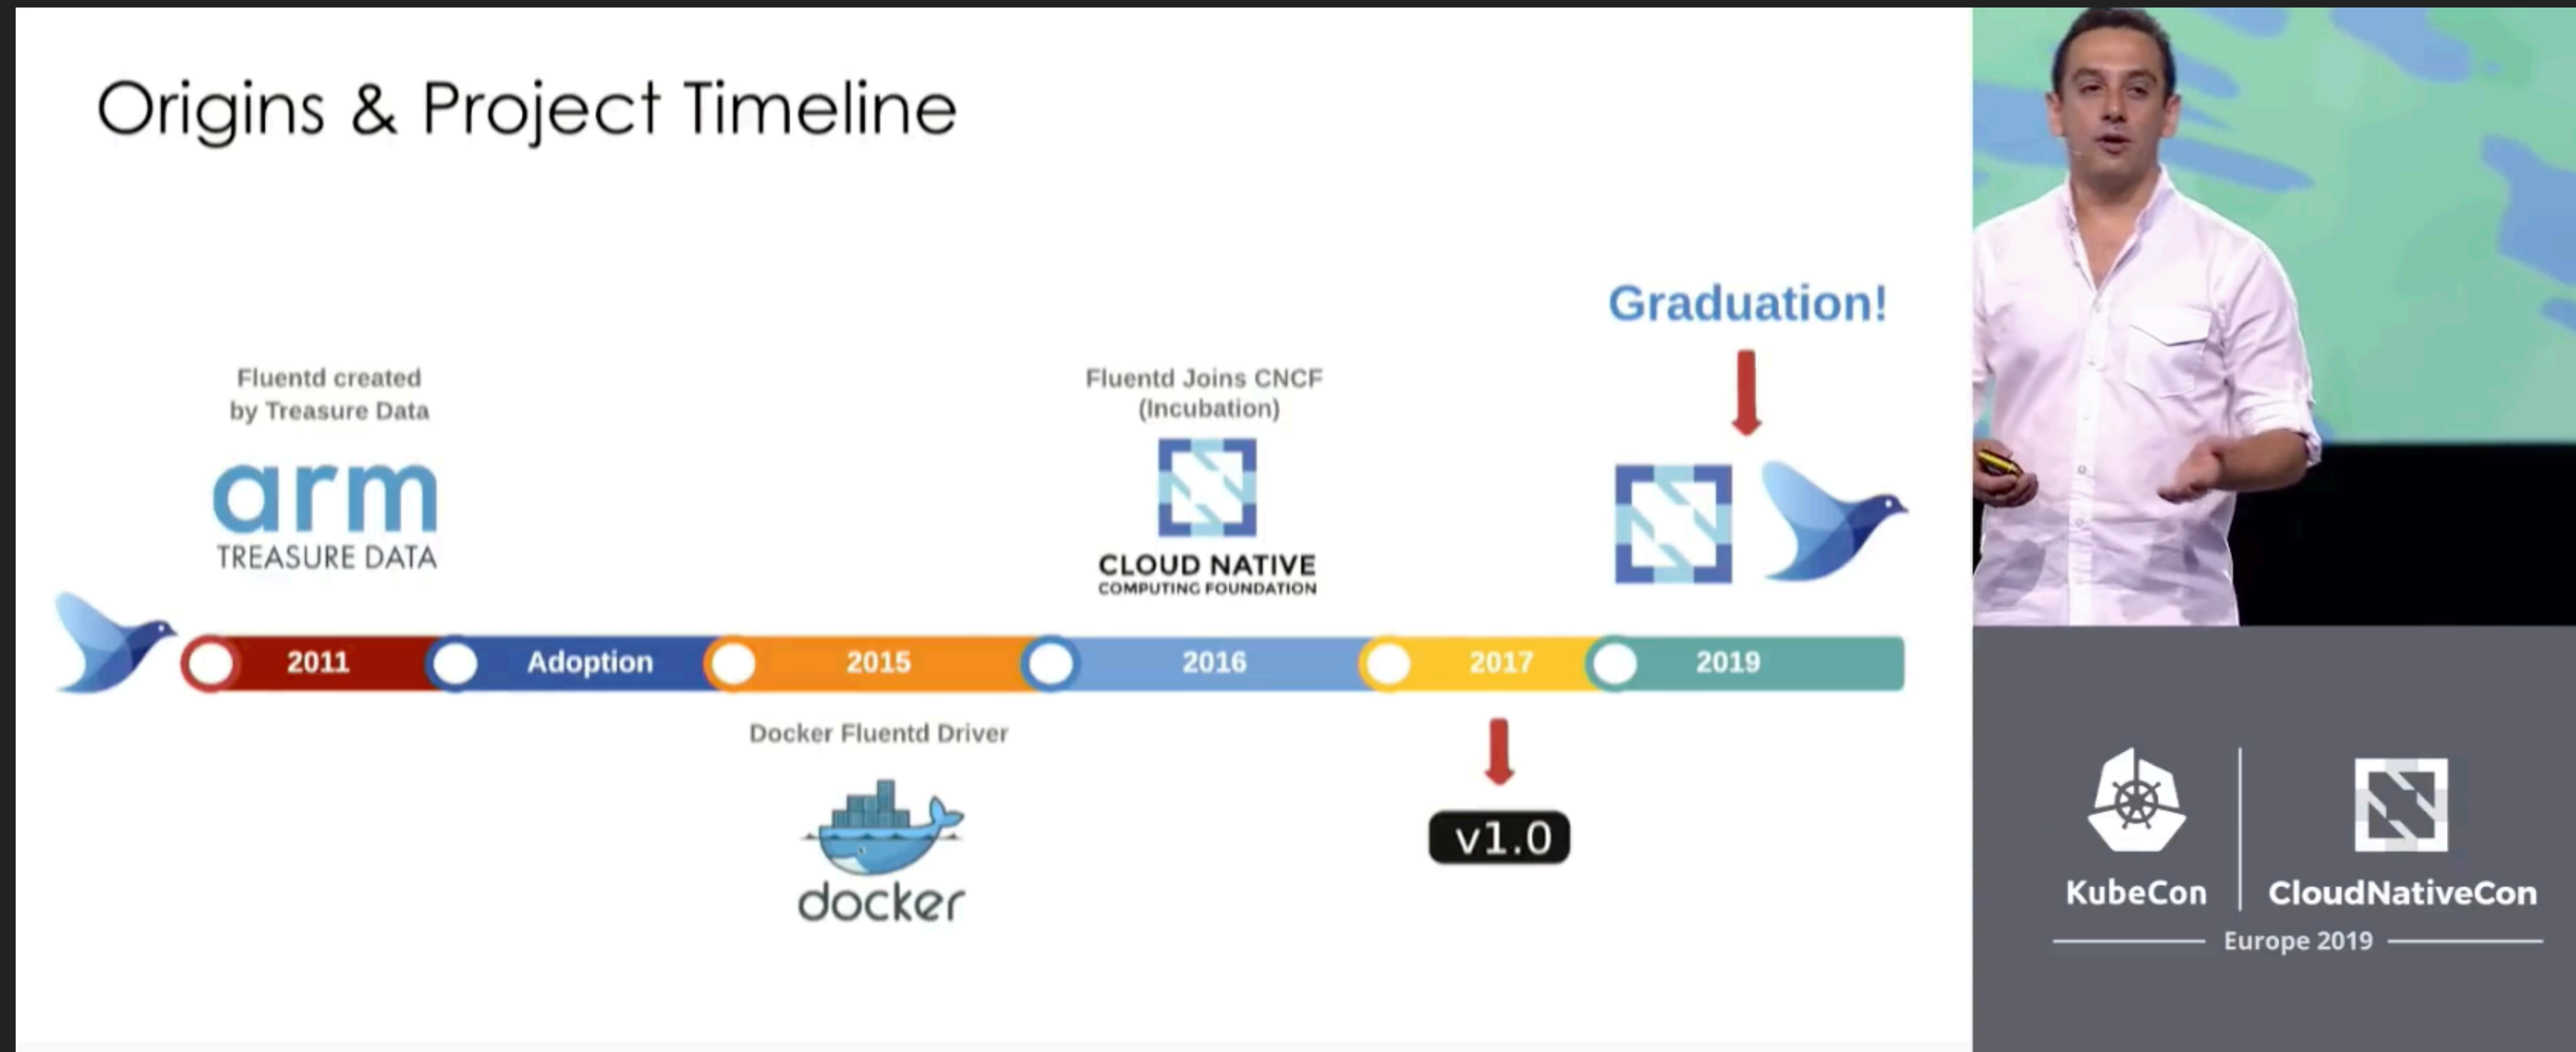 Origins & Project Timeline
Graduation!
Fluentd created
by Treasure Data
arm
TREASURE DATA
Fluentd Joins CNCF
(Incubation)
CLOUD NATIVE
COMPUTING FOUNDATION
2011
Adoption
2015
2016
2017
2019
Docker Fluentd Driver
docker
v1.0
KubeCon
CloudNativeCon
Europe 2019